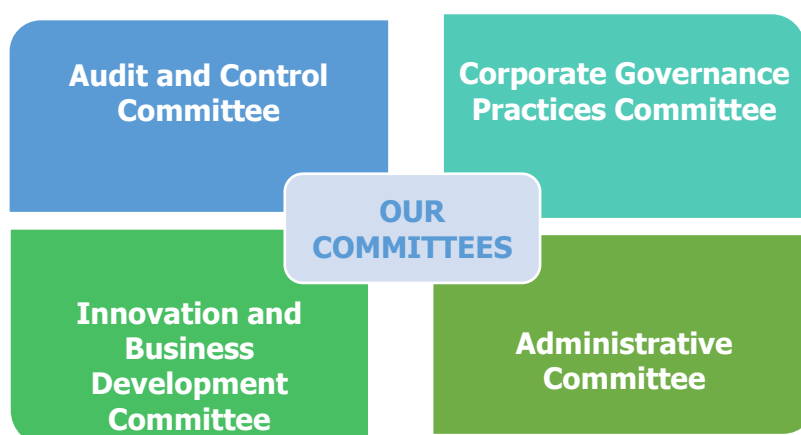 Audit and Control
Committee
Corporate Governance
Practices Committee
OUR
COMMITTEES
Innovation and
Business
Development
Committee
Administrative
Committee